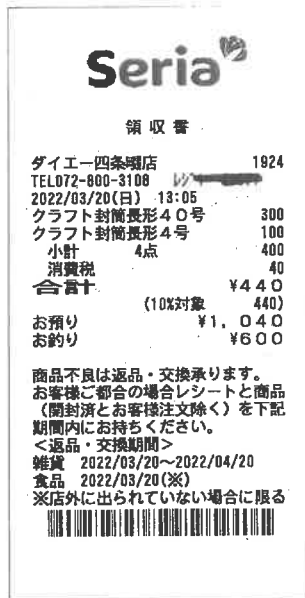 Seria
領収書
ダイエー四条畷店 1924
TEL072-800-3108 レジ
2022/03/20(日) 13:05
クラフト封筒長形40号 300
クラフト封筒長形4号 100
小計 4点 400
消費税 40
合計 ¥440
(10%対象 440)
お預り ¥1,040
お釣り ¥600
商品不良は返品・交換承ります。
お客様ご都合の場合レシートと商品
(開封済とお客様注文除く)を下記
期間内にお持ちください。
<返品・交換期間>
雑貨 2022/03/20～2022/04/20
食品 2022/03/20(※)
※店外に出られていない場合に限る